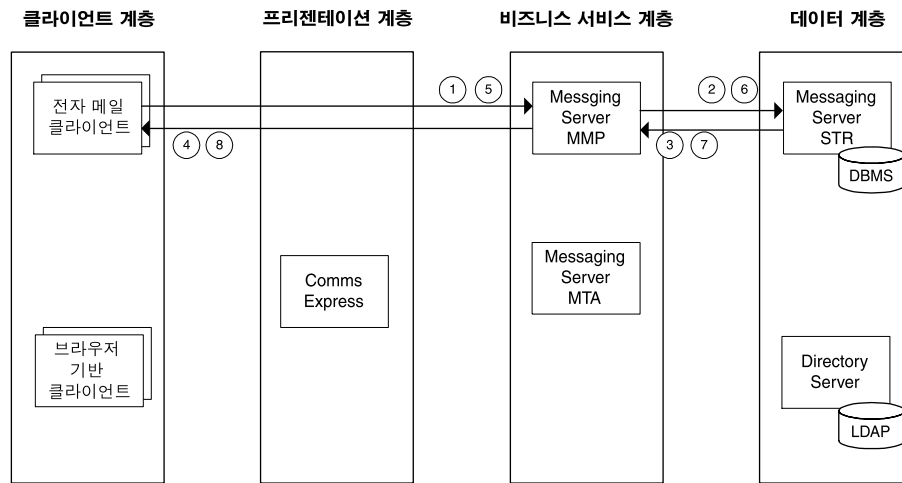 클라이언트 계층
프리젠테이션 계층
비즈니스 서비스 계층
데이터 계층
전자 메일
클라이언트
1 5
Messging
Server
MMP
2 6
Messaging
Server
STR
DBMS
4 8
3 7
Comms
Express
Messaging
Server
MTA
브라우저
기반
클라이언트
Directory
Server
LDAP